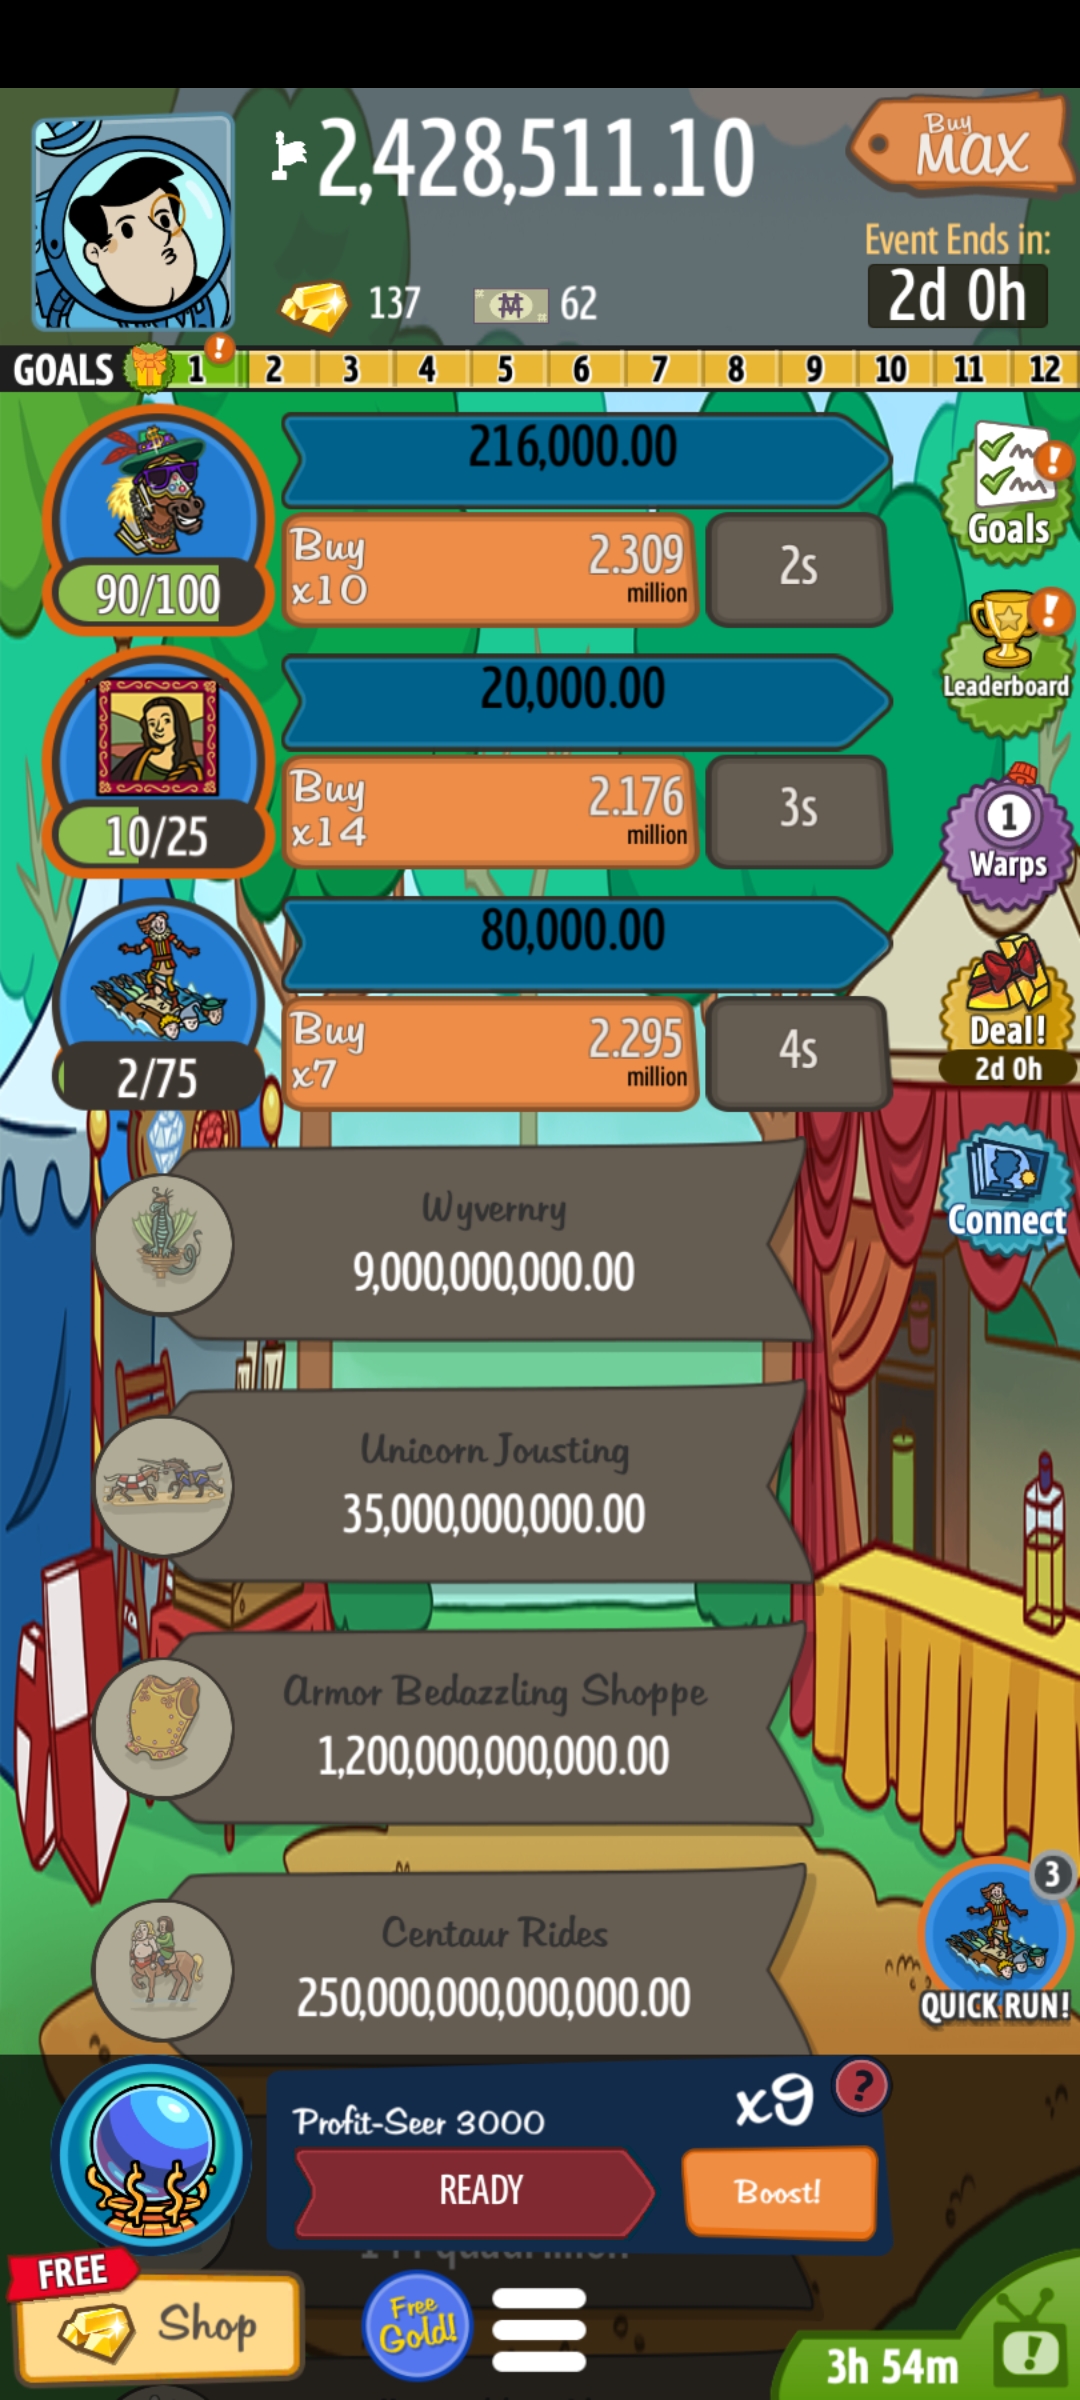 2,428,511.10
Buy
MAX
Event Ends in:
2d 0h
137
62
GOALS 1 ! 2 3 4 5 6 7 8 9 10 11 12
216,000.00
Buy
x10
2.309
million
2s
90/100
!
Goals
20,000.00
Buy
x14
2.176
million
3s
10/25
!
Leaderboard
1
Warps
80,000.00
Buy
x7
2.295
million
4s
2/75
Deal!
2d 0h
Wyvernry
9,000,000,000.00
Connect
Unicorn Jousting
35,000,000,000.00
Armor Bedazzling Shoppe
1,200,000,000,000.00
Centaur Rides
250,000,000,000,000.00
3
QUICK RUN!
Profit-Seer 3000
x9
?
READY
Boost!
FREE
Shop
Free
Gold!
3h 54m
!